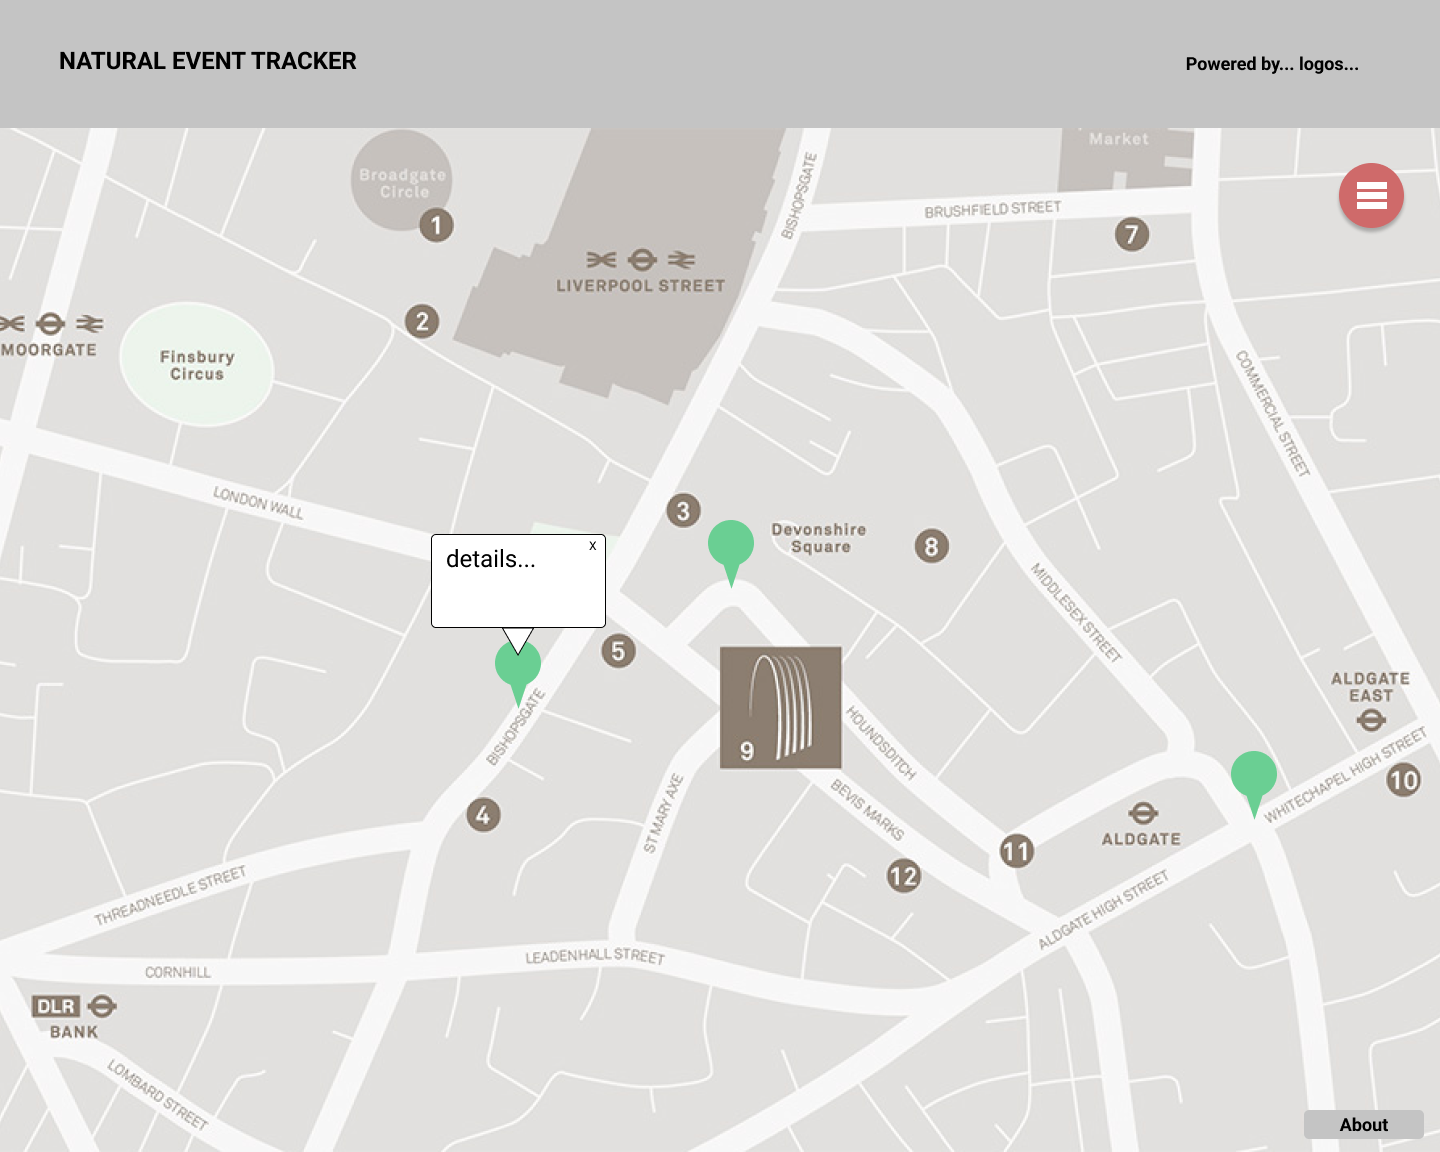 NATURAL EVENT TRACKER
Powered by... logos...
Broadgate
Circle
1
BISHOPSGATE
Market
BRUSHFIELD STREET
7
LIVERPOOL STREET
2
MOORGATE
Finsbury
Circus
COMMERCIAL STREET
LONDON WALL
3
Devonshire
Square
8
details...
x
MIDDLESEX STREET
5
ALDGATE
EAST
BISHOPSGATE
9
HOUNDSDITCH
WHITECHAPEL HIGH STREET
10
4
ST MARY AXE
BEVIS MARKS
ALDGATE
11
12
THREADNEEDLE STREET
ALDGATE HIGH STREET
CORNHILL
LEADENHALL STREET
DLR
BANK
LOMBARD STREET
About